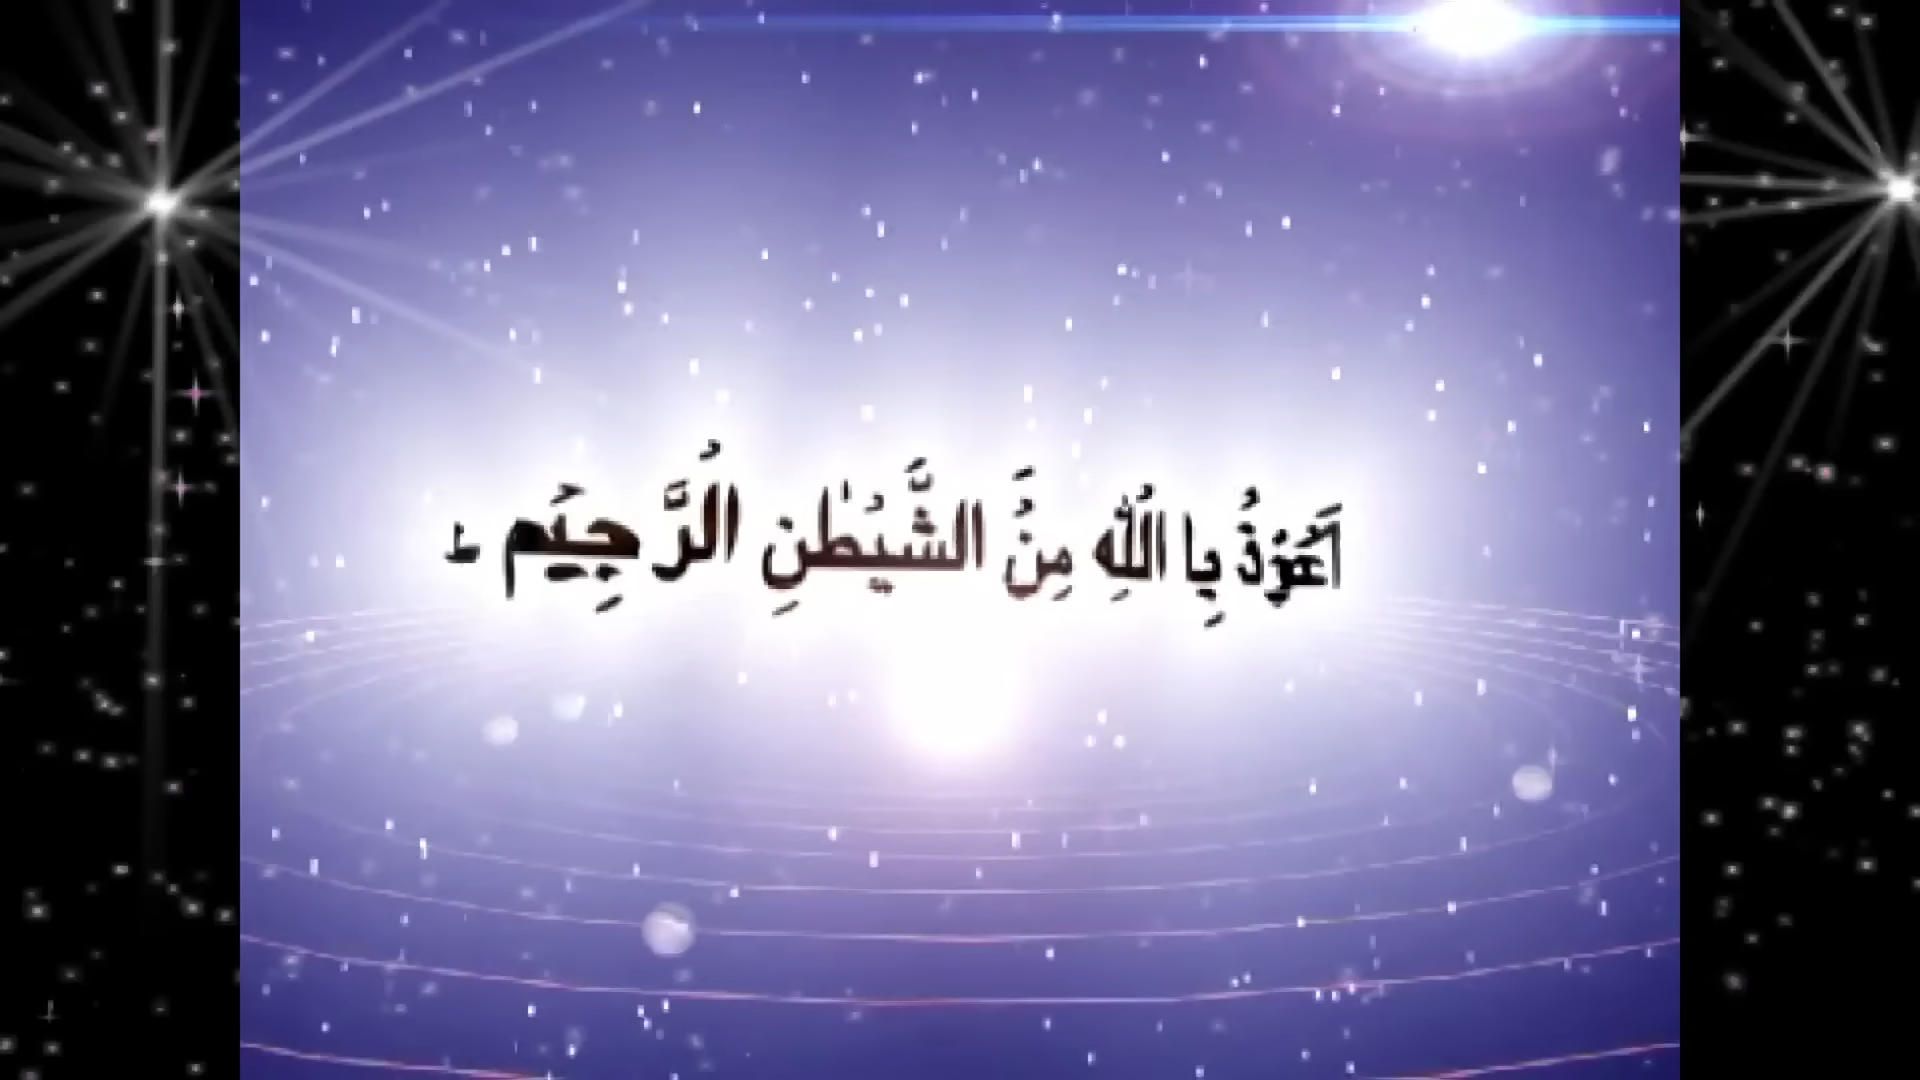 اَعُوْذُ بِا اللّٰهِ مِنَ الشَّيْطٰنِ الرَّجِيْم ط